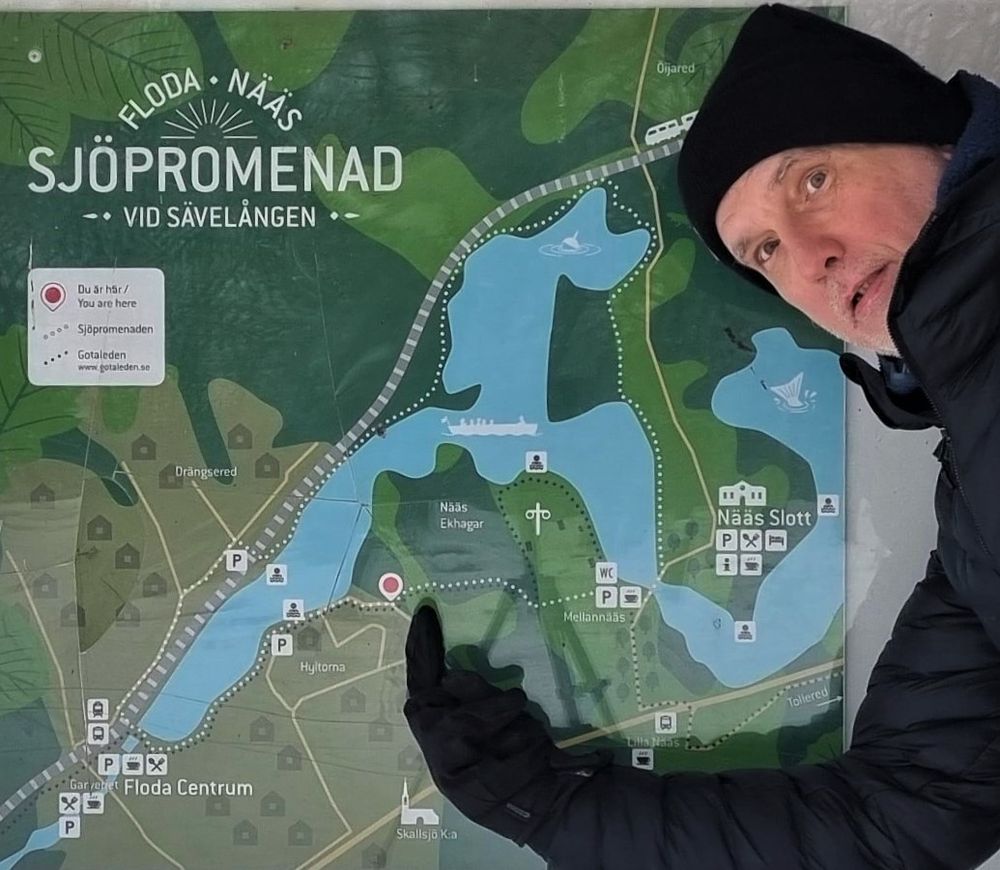 FLODA • NÄÄS
SJÖPROMENAD
VID SÄVELÅNGEN
Du är här /
You are here
Sjöpromenaden
Gotaleden
www.gotaleden.se
Öijared
Drängsered
Nääs
Ekhagar
Nääs Slott
P
i
P
WC
P
Mellannääs
P
Hyltorna
Tollered
Lilla Nääs
P
Garveriet
Floda Centrum
P
Skallsjö K:a